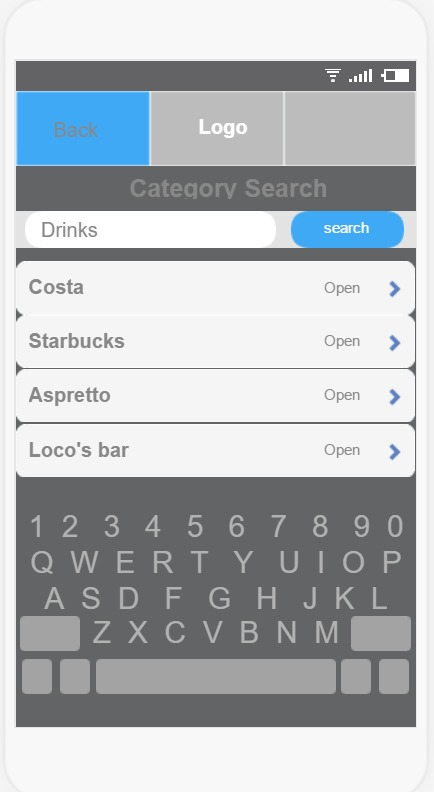 Back Logo
Category Search
Drinks search
Costa Open
Starbucks Open
Aspretto Open
Loco's bar Open
1 2 3 4 5 6 7 8 9 0
Q W E R T Y U I O P
A S D F G H J K L
Z X C V B N M